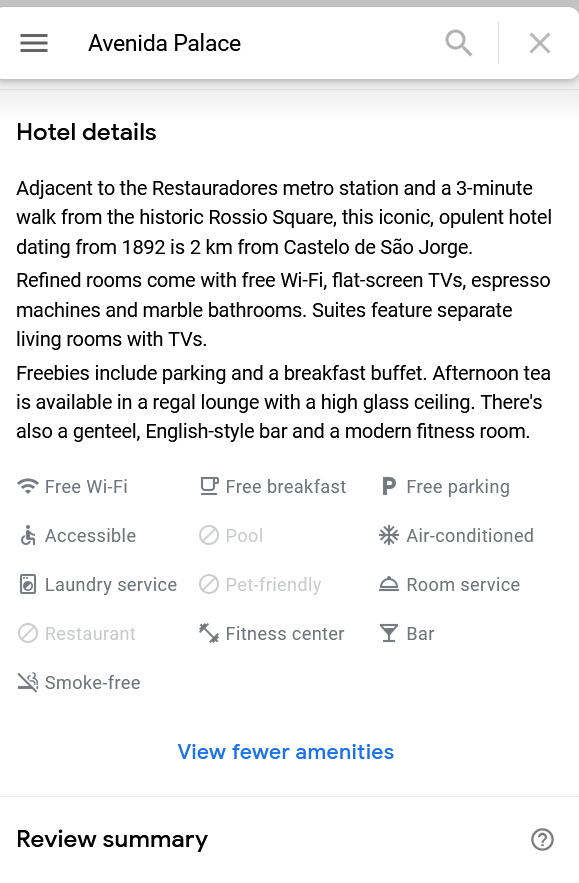 Avenida Palace
Hotel details
Adjacent to the Restauradores metro station and a 3-minute
walk from the historic Rossio Square, this iconic, opulent hotel
dating from 1892 is 2 km from Castelo de São Jorge.
Refined rooms come with free Wi-Fi, flat-screen TVs, espresso
machines and marble bathrooms. Suites feature separate
living rooms with TVs.
Freebies include parking and a breakfast buffet. Afternoon tea
is available in a regal lounge with a high glass ceiling. There's
also a genteel, English-style bar and a modern fitness room.
Free Wi-Fi Free breakfast Free parking
Accessible Pool Air-conditioned
Laundry service Pet-friendly Room service
Restaurant Fitness center Bar
Smoke-free
View fewer amenities
Review summary